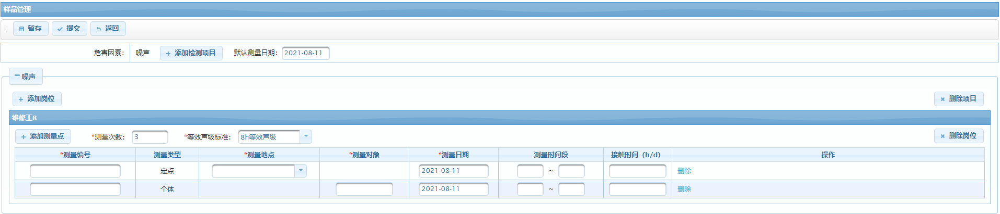 样品管理
暂存 提交 返回
危害因素： 噪声 添加检测项目 默认测量日期： 2021-08-11
噪声
添加岗位 删除项目
维修工8
添加测量点 *测量次数： 3 *等效声级标准： 8h等效声级 删除岗位
*测量编号 测量类型 *测量地点 *测量对象 *测量日期 测量时间段 接触时间（h/d） 操作
定点 2021-08-11 ~ 删除
个体 2021-08-11 ~ 删除